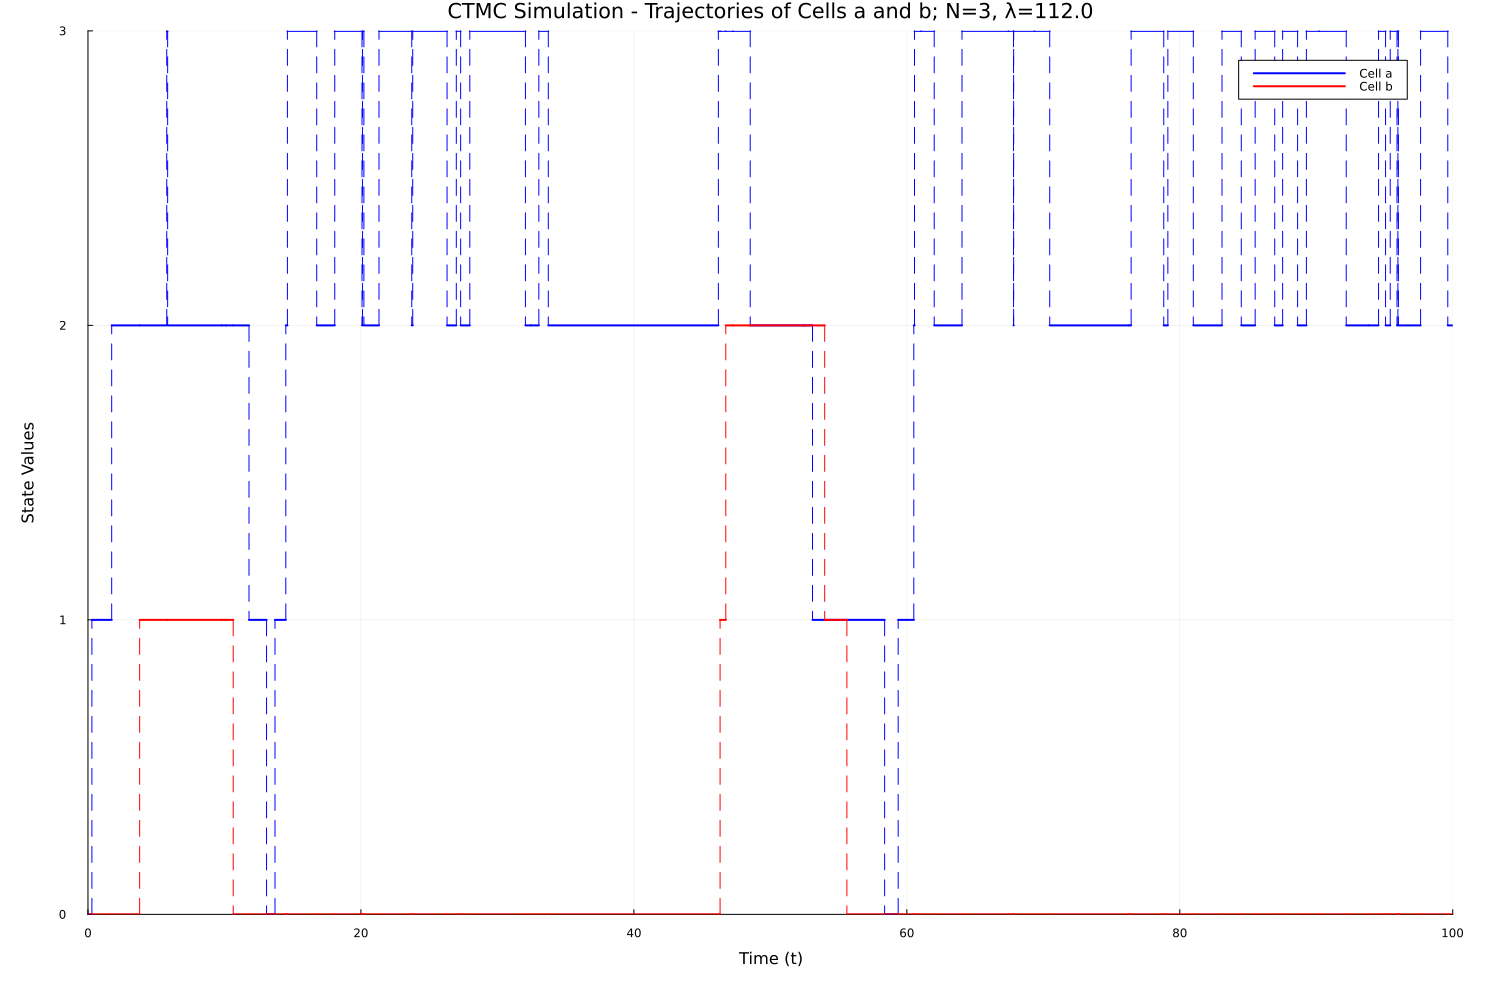 CTMC Simulation - Trajectories of Cells a and b; N=3, λ=112.0
3
Cell a
Cell b
2
State Values
1
0
0 20 40 60 80 100
Time (t)